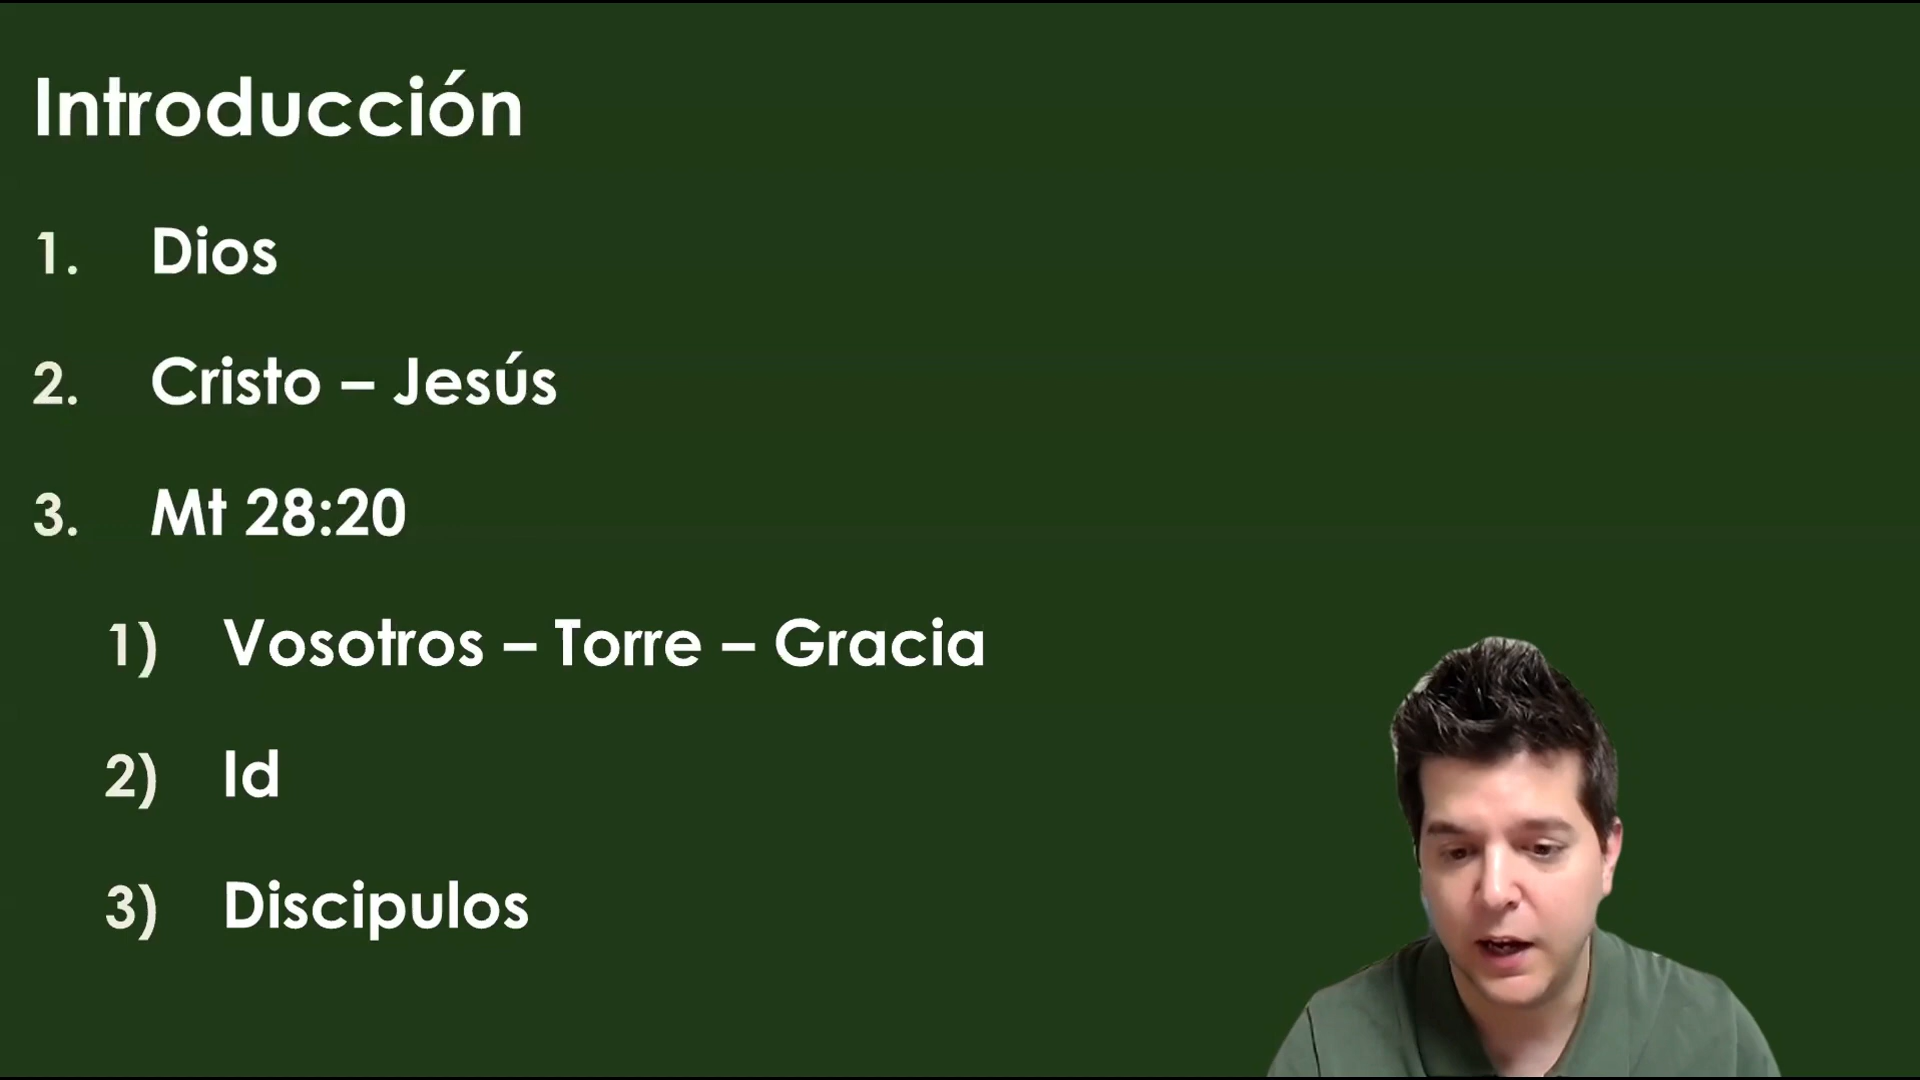 Introducción
1. Dios
2. Cristo – Jesús
3. Mt 28:20
1) Vosotros – Torre – Gracia
2) Id
3) Discipulos